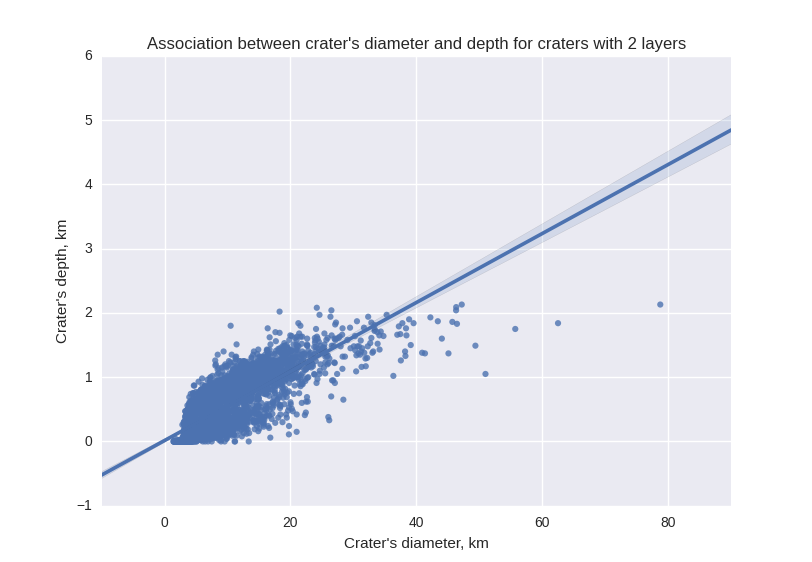 Association between crater's diameter and depth for craters with 2 layers
6
5
4
3
2
1
0
−1
Crater's depth, km
0 20 40 60 80
Crater's diameter, km